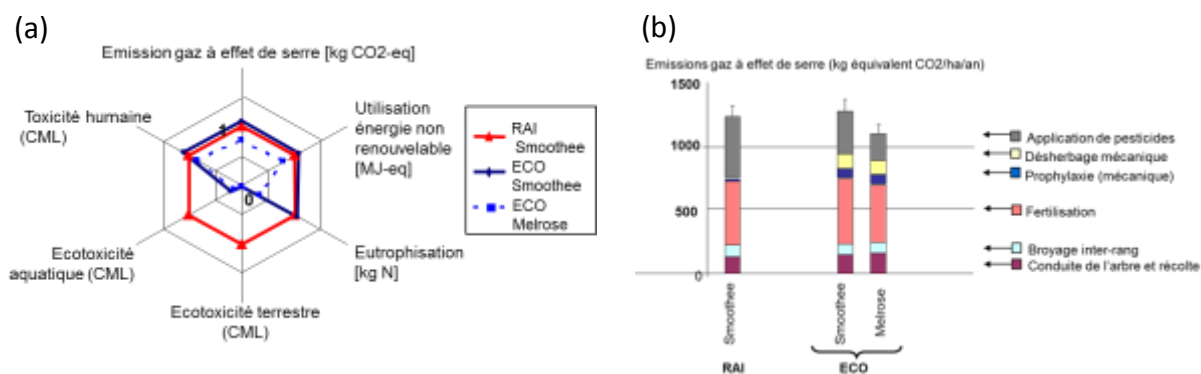 (a)
Emission gaz à effet de serre [kg CO2-eq]
Toxicité humaine
(CML)
Utilisation
énergie non
renouvelable
[MJ-eq]
1
0
Ecotoxicité
aquatique (CML)
Eutrophisation
[kg N]
Ecotoxicité terrestre
(CML)
RAI
Smoothee
ECO
Smoothee
ECO
Melrose
(b)
Emissions gaz à effet de serre (kg équivalent CO2/ha/an)
1500
1000
500
0
Application de pesticides
Désherbage mécanique
Prophylaxie (mécanique)
Fertilisation
Broyage inter-rang
Conduite de l'arbre et récolte
Smoothee
Smoothee
Melrose
RAI
ECO